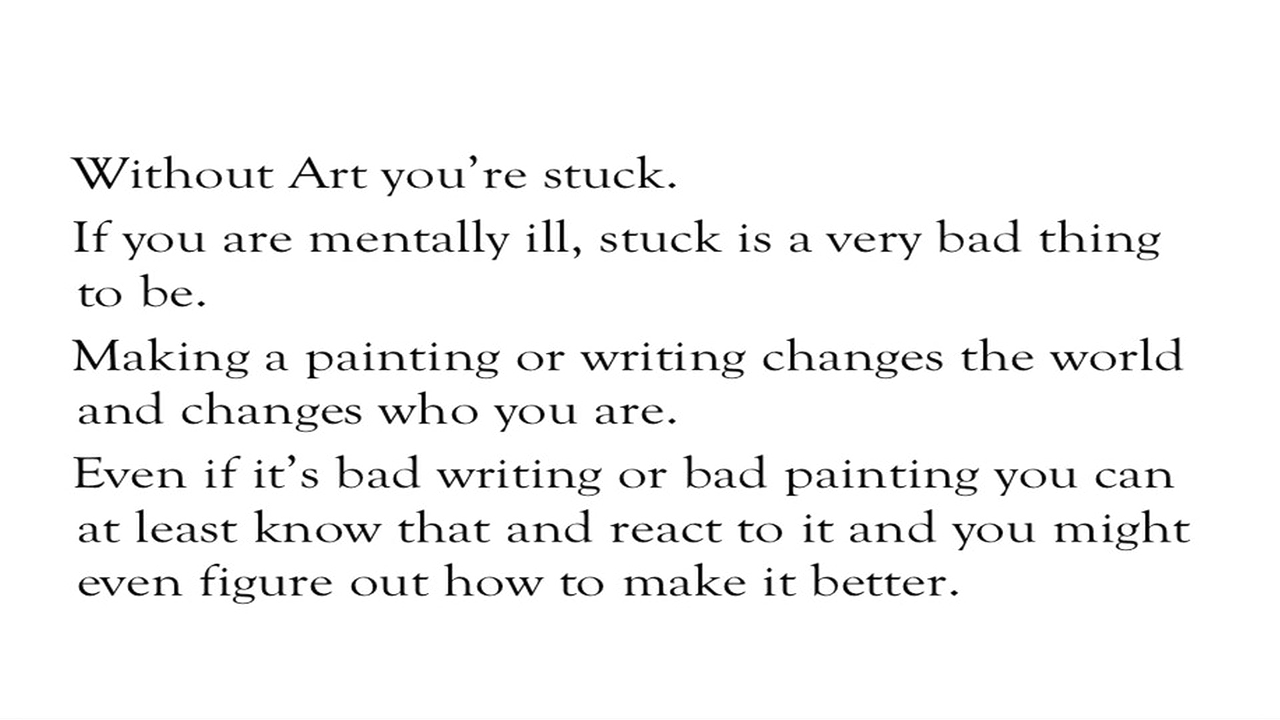 Without Art you’re stuck.
If you are mentally ill, stuck is a very bad thing
to be.
Making a painting or writing changes the world
and changes who you are.
Even if it’s bad writing or bad painting you can
at least know that and react to it and you might
even figure out how to make it better.